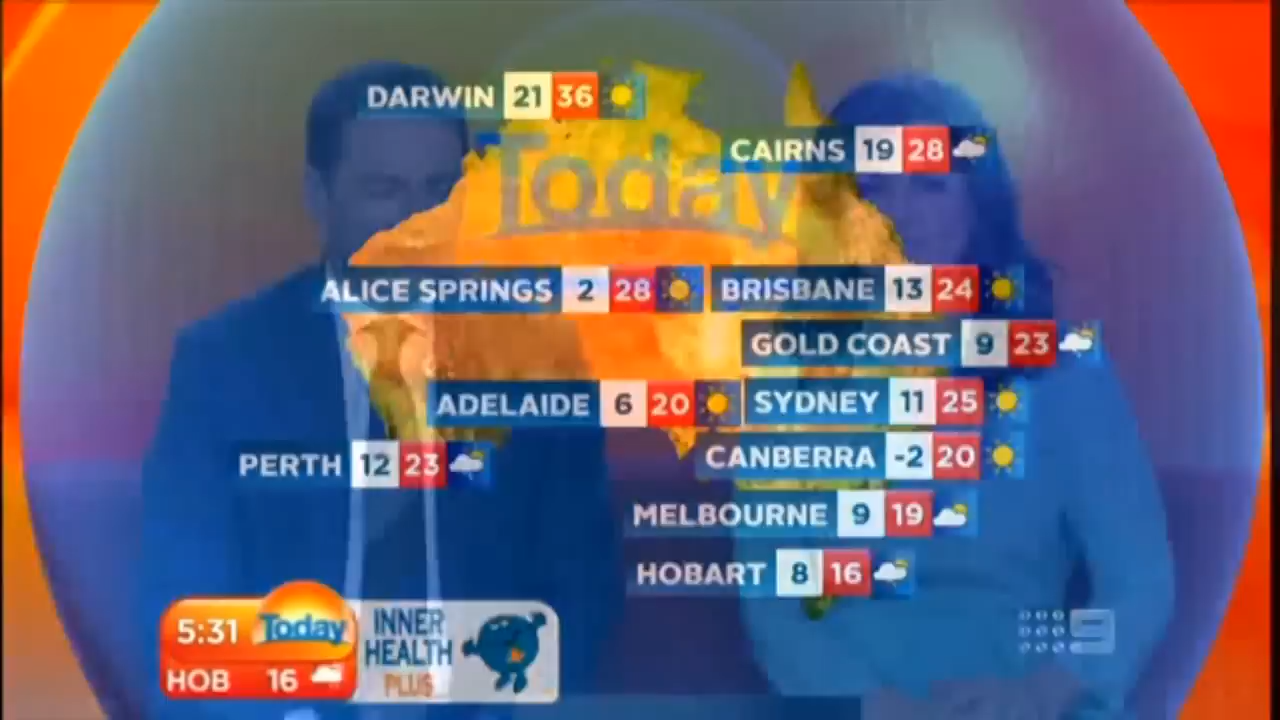 DARWIN 21 36
Today
CAIRNS 19 28
ALICE SPRINGS 2 28
BRISBANE 13 24
GOLD COAST 9 23
ADELAIDE 6 20
SYDNEY 11 25
PERTH 12 23
CANBERRA -2 20
MELBOURNE 9 19
HOBART 8 16
5:31 Today
HOB 16
INNER
HEALTH
PLUS
9